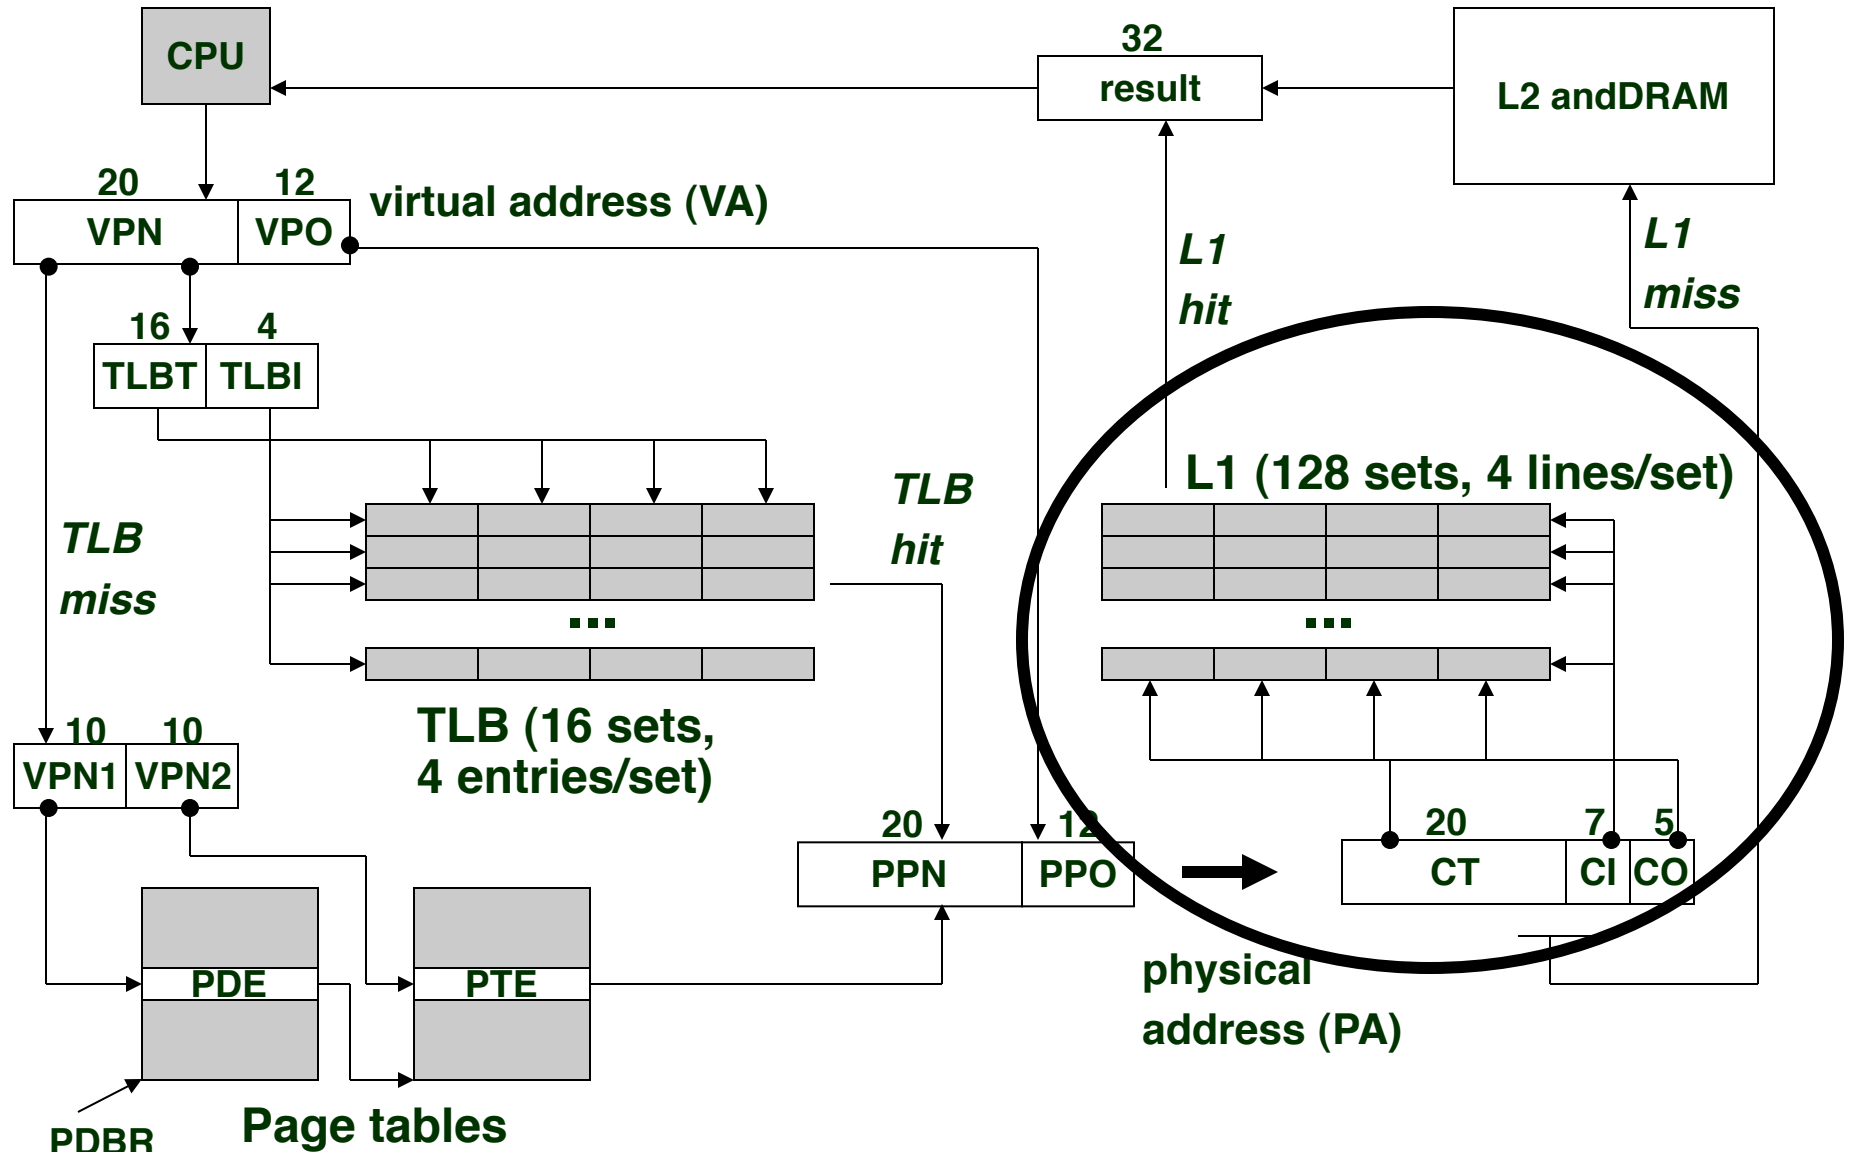 CPU
32
result
L2 andDRAM
20
12
VPN
VPO
virtual address (VA)
L1
hit
L1
miss
16
4
TLBT
TLBI
TLB
hit
L1 (128 sets, 4 lines/set)
TLB
miss
...
...
TLB (16 sets,
4 entries/set)
10
10
VPN1
VPN2
20
12
PPN
PPO
20
7
5
CT
CI
CO
PDE
PTE
physical
address (PA)
Page tables
PDBR